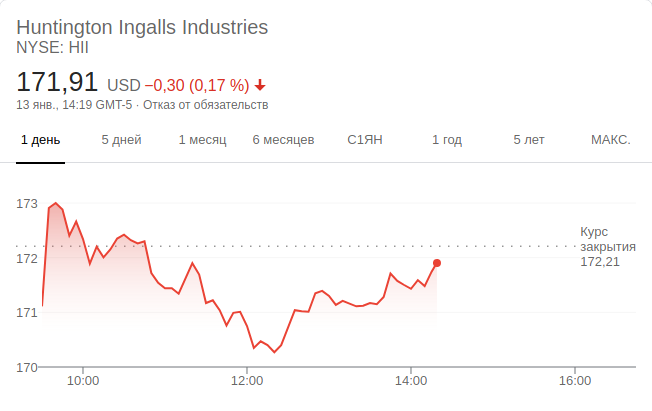 Huntington Ingalls Industries
NYSE: HII
171,91 USD −0,30 (0,17 %)
13 янв., 14:19 GMT-5 · Отказ от обязательств
1 день 5 дней 1 месяц 6 месяцев С1ЯН 1 год 5 лет МАКС.
173
Курс
закрытия
172,21
172
171
170
10:00 12:00 14:00 16:00